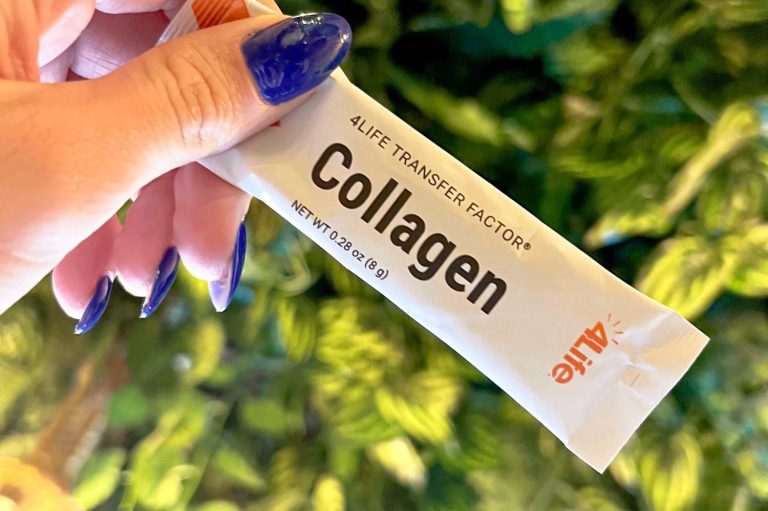 4LIFE TRANSFER FACTOR®
Collagen
NET WT 0.28 oz (8 g)
4Life